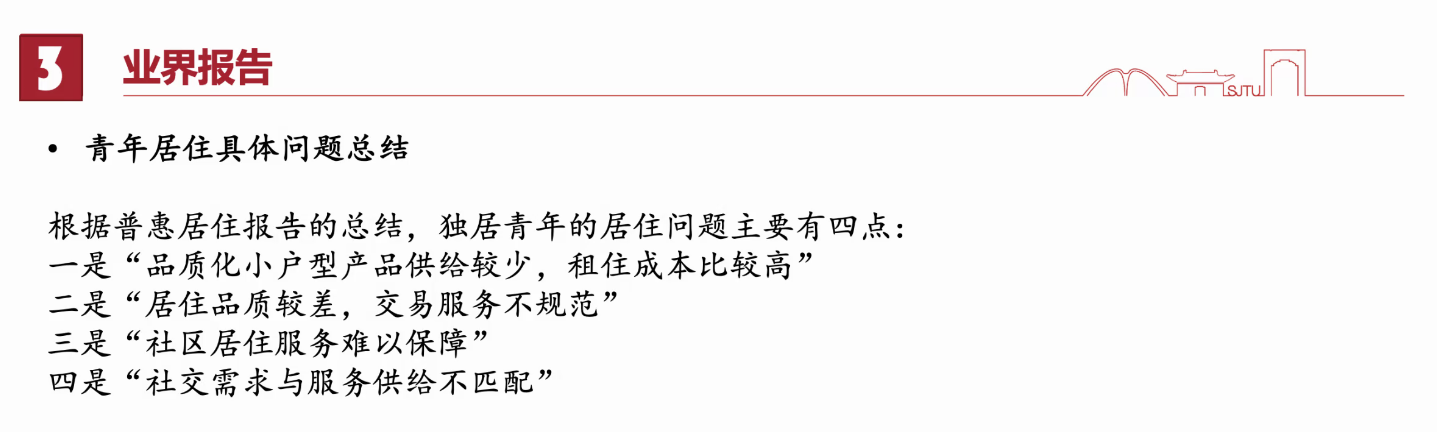 3
业界报告
SJTU
• 青年居住具体问题总结
根据普惠居住报告的总结，独居青年的居住问题主要有四点：
一是“品质化小户型产品供给较少，租住成本比较高”
二是“居住品质较差，交易服务不规范”
三是“社区居住服务难以保障”
四是“社交需求与服务供给不匹配”